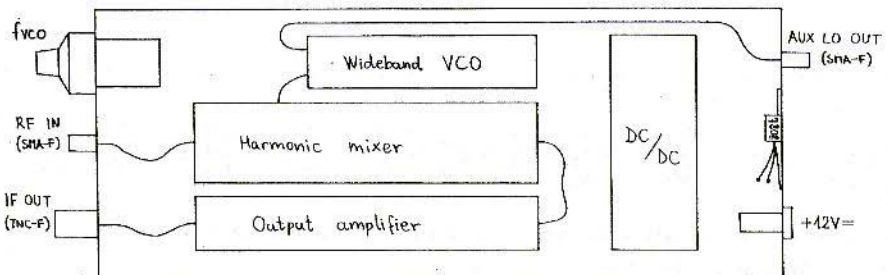 fvco
Wideband VCO
AUX LO OUT
(SMA-F)
RF IN
(SMA-F)
Harmonic mixer
DC/DC
7808
IF OUT
(TNC-F)
Output amplifier
+12V=